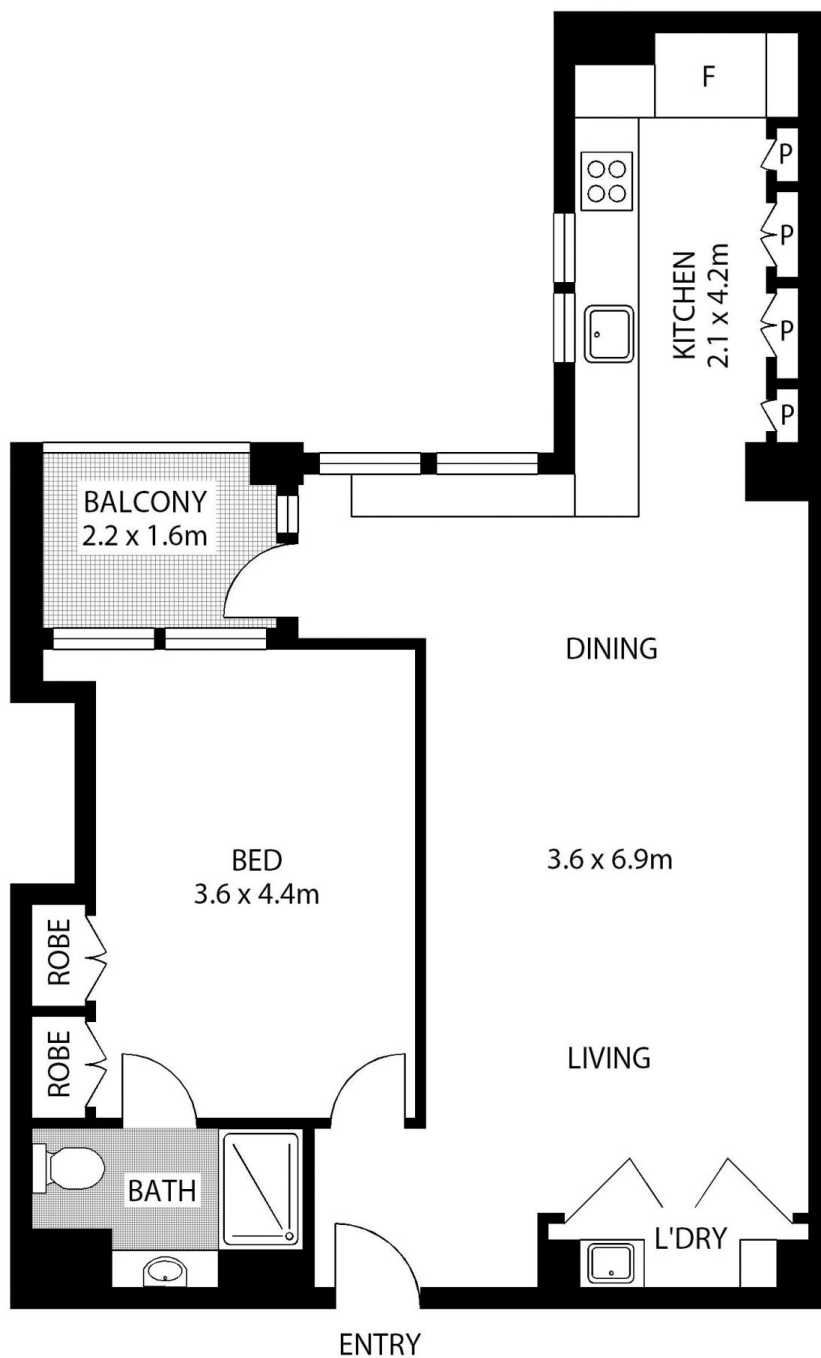 F
P
P
P
P
KITCHEN
2.1 x 4.2m
BALCONY
2.2 x 1.6m
DINING
BED
3.6 x 4.4m
3.6 x 6.9m
ROBE
ROBE
LIVING
BATH
L'DRY
ENTRY